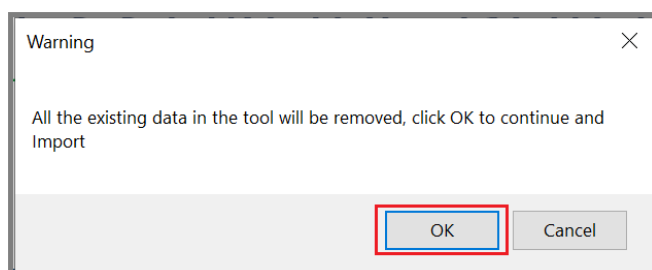 Warning
All the existing data in the tool will be removed, click OK to continue and
Import
OK
Cancel